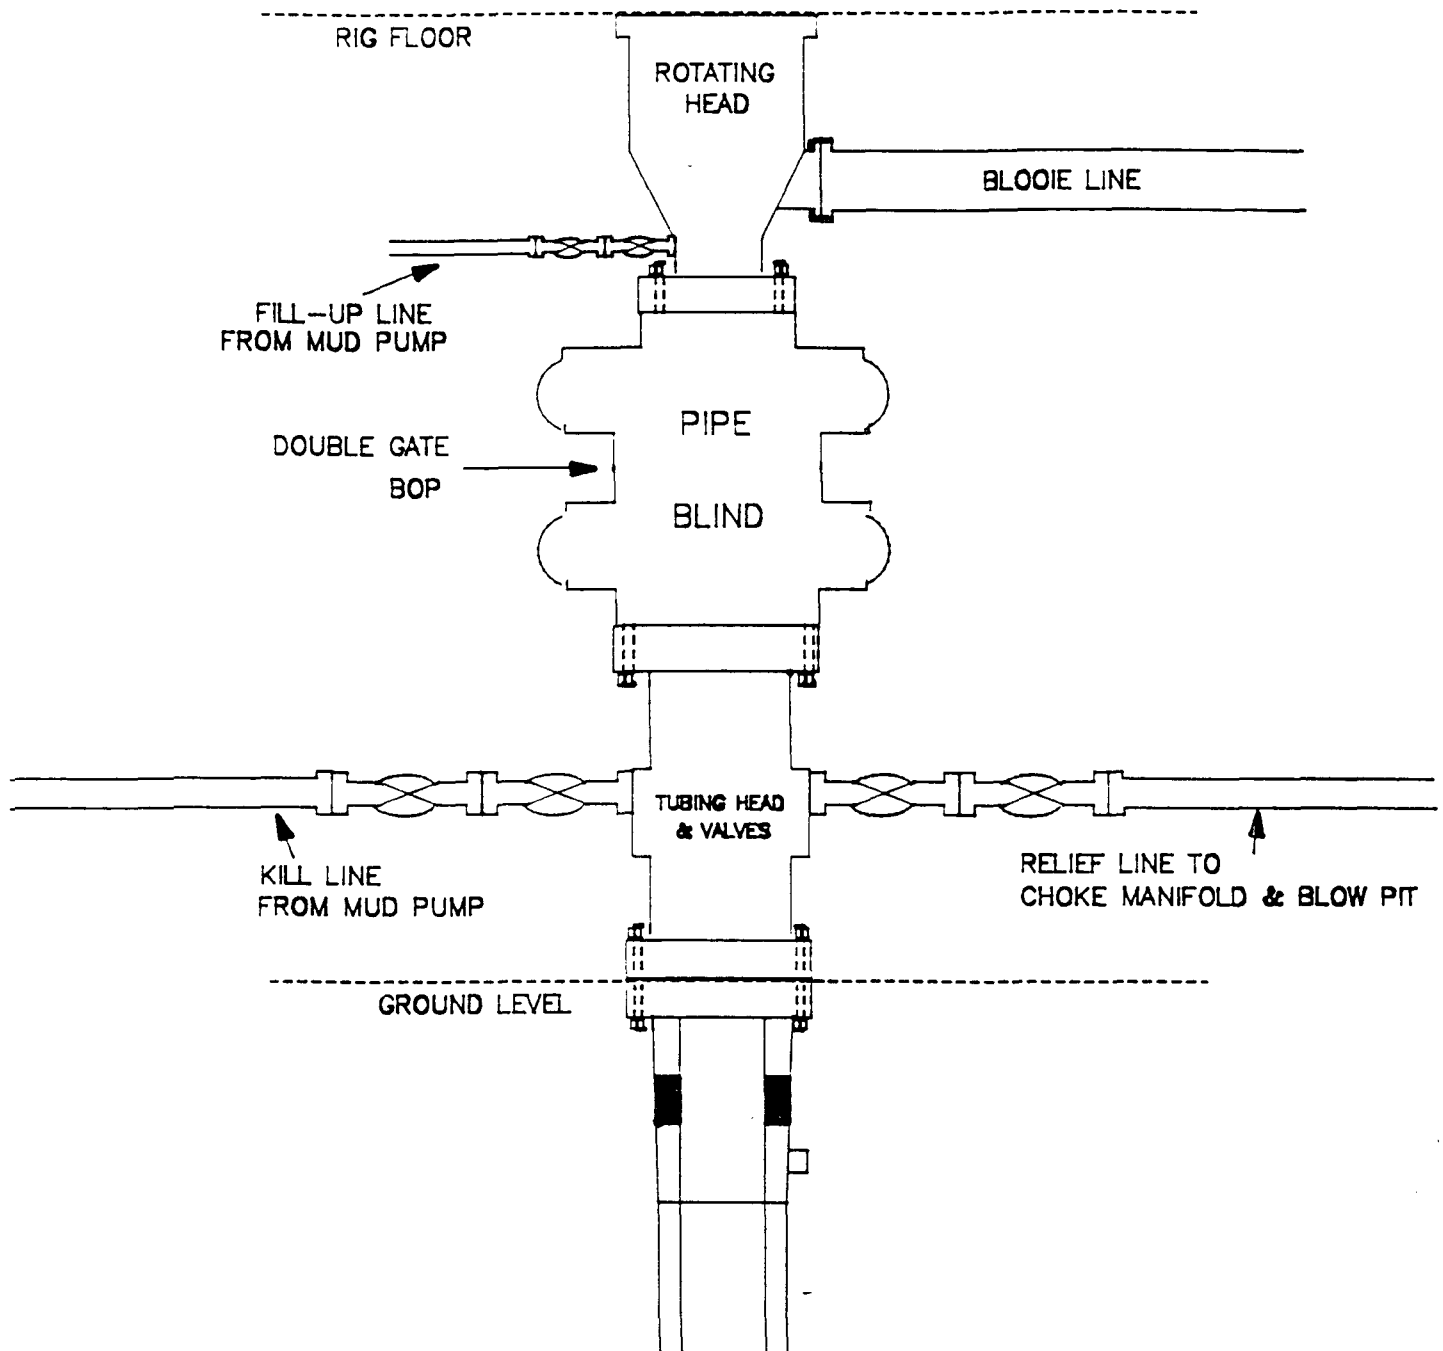 RIG FLOOR
ROTATING
HEAD
BLOOIE LINE
FILL-UP LINE
FROM MUD PUMP
PIPE
DOUBLE GATE
BOP
BLIND
TUBING HEAD
& VALVES
KILL LINE
FROM MUD PUMP
RELIEF LINE TO
CHOKE MANIFOLD & BLOW PIT
GROUND LEVEL